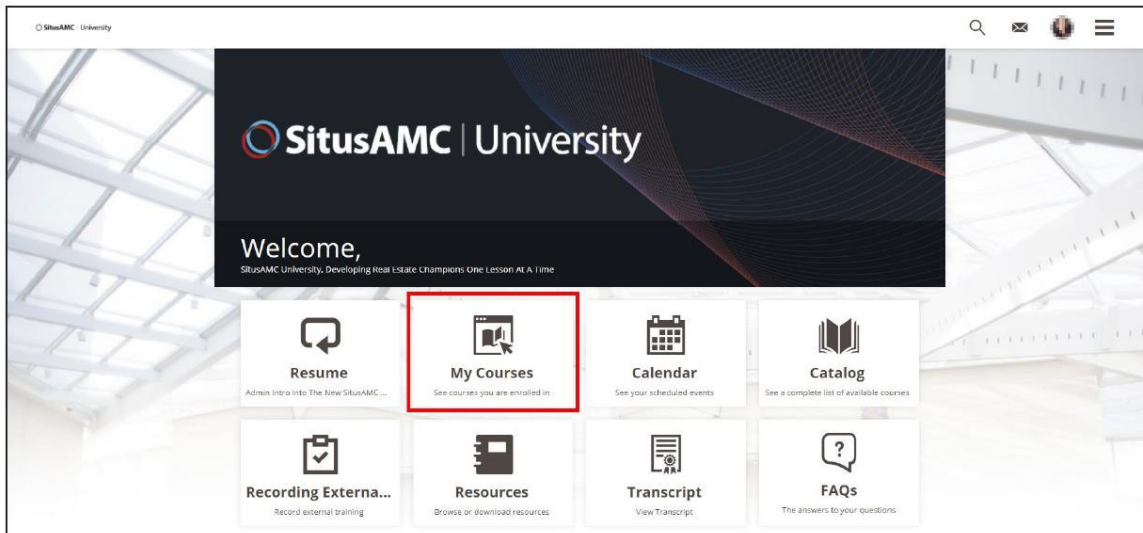 SitusAMC University
SitusAMC | University
Welcome,
SitusAMC University, Developing Real Estate Champions One Lesson At A Time
Resume
Admin Intro Into The New SitusAMC ...
My Courses
See courses you are enrolled in
Calendar
See your scheduled events
Catalog
See a complete list of available courses
Recording Externa...
Record external training
Resources
Browse or download resources
Transcript
View Transcript
FAQs
The answers to your questions